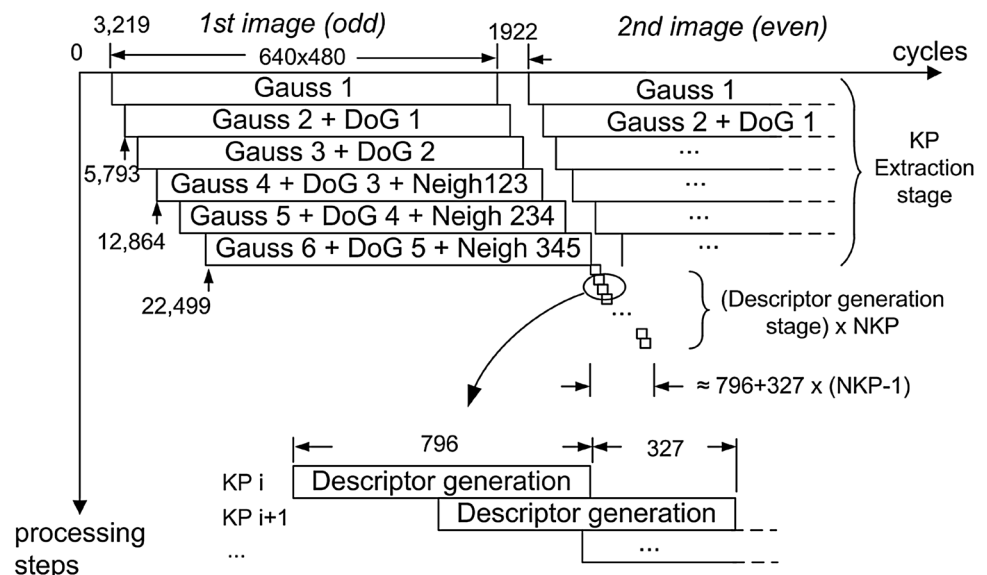 3,219
1st image (odd)
1922
2nd image (even)
0
640x480
cycles
Gauss 1
Gauss 1
Gauss 2 + DoG 1
Gauss 2 + DoG 1
Gauss 3 + DoG 2
...
KP
Extraction
stage
5,793
Gauss 4 + DoG 3 + Neigh123
...
12,864
Gauss 5 + DoG 4 + Neigh 234
...
Gauss 6 + DoG 5 + Neigh 345
...
22,499
...
(Descriptor generation
stage) x NKP
≈ 796+327 x (NKP-1)
796
327
KP i
Descriptor generation
KP i+1
Descriptor generation
...
...
processing
steps